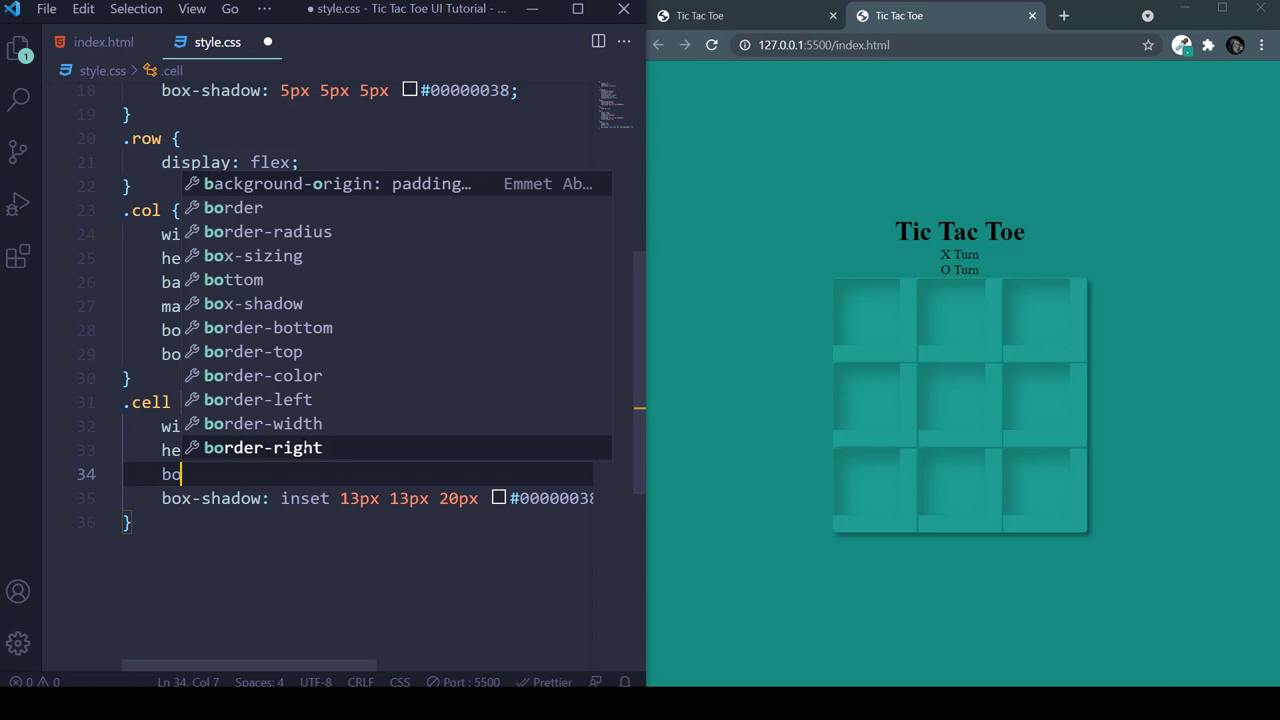 File Edit Selection View Go ··· ● style.css - Tic Tac Toe UI Tutorial -...
index.html style.css ●
style.css > .cell
18 box-shadow: 5px 5px 5px #00000038;
19 }
20 .row {
21 display: flex;
22 }
23 .col {
24 wi
25 he
26 ba
27 ma
28 bo
29 bo
30 }
31 .cell
32 wi
33 he
34 bo
35 box-shadow: inset 13px 13px 20px #00000038
36 }
background-origin: padding… Emmet Ab…
border
border-radius
box-sizing
bottom
box-shadow
border-bottom
border-top
border-color
border-left
border-width
border-right
1
0 0 Ln 34, Col 7 Spaces: 4 UTF-8 CRLF CSS Port : 5500 Prettier
Tic Tac Toe Tic Tac Toe
127.0.0.1:5500/index.html
Tic Tac Toe
X Turn
O Turn